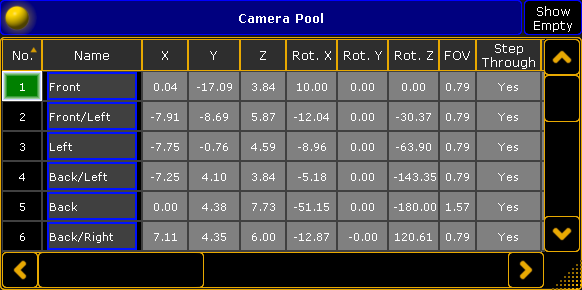 Camera Pool
Show
Empty
No. Name X Y Z Rot. X Rot. Y Rot. Z FOV Step
Through
1 Front 0.04 -17.09 3.84 10.00 0.00 0.00 0.79 Yes
2 Front/Left -7.91 -8.69 5.87 -12.04 0.00 -30.37 0.79 Yes
3 Left -7.75 -0.76 4.59 -8.96 0.00 -63.90 0.79 Yes
4 Back/Left -7.25 4.10 3.84 -5.18 0.00 -143.35 0.79 Yes
5 Back 0.00 4.38 7.73 -51.15 0.00 -180.00 1.57 Yes
6 Back/Right 7.11 4.35 6.00 -12.87 -0.00 120.61 0.79 Yes